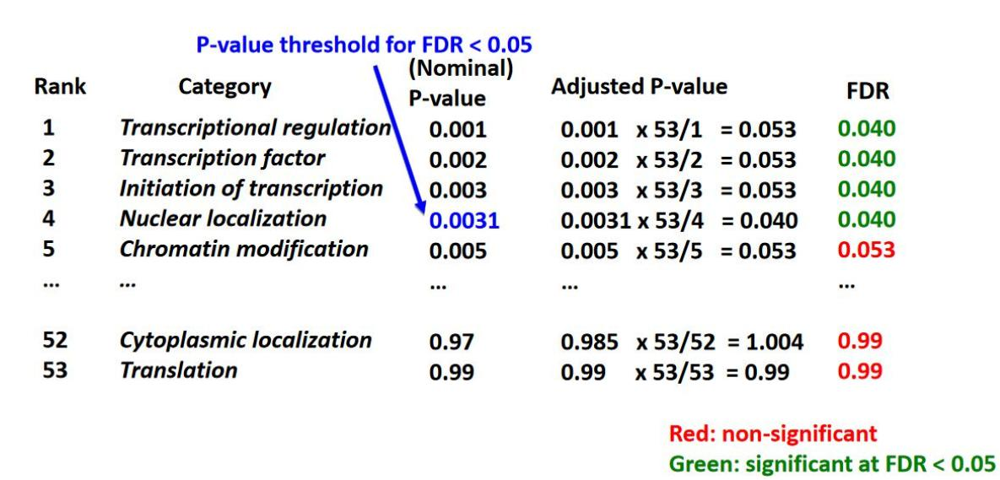 P-value threshold for FDR < 0.05
(Nominal)
Rank Category P-value Adjusted P-value FDR
1 Transcriptional regulation 0.001 0.001 x 53/1 = 0.053 0.040
2 Transcription factor 0.002 0.002 x 53/2 = 0.053 0.040
3 Initiation of transcription 0.003 0.003 x 53/3 = 0.053 0.040
4 Nuclear localization 0.0031 0.0031 x 53/4 = 0.040 0.040
5 Chromatin modification 0.005 0.005 x 53/5 = 0.053 0.053
... ... ... ... ...
52 Cytoplasmic localization 0.97 0.985 x 53/52 = 1.004 0.99
53 Translation 0.99 0.99 x 53/53 = 0.99 0.99
Red: non-significant
Green: significant at FDR < 0.05